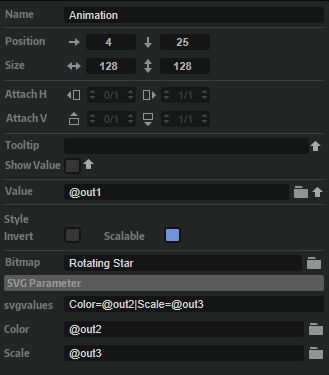 Name Animation
Position 4 25
Size 128 128
Attach H 0/1 1/1
Attach V 0/1 1/1
Tooltip
Show Value
Value @out1
Style
Invert Scalable
Bitmap Rotating Star
SVG Parameter
svgvalues Color=@out2|Scale=@out3
Color @out2
Scale @out3